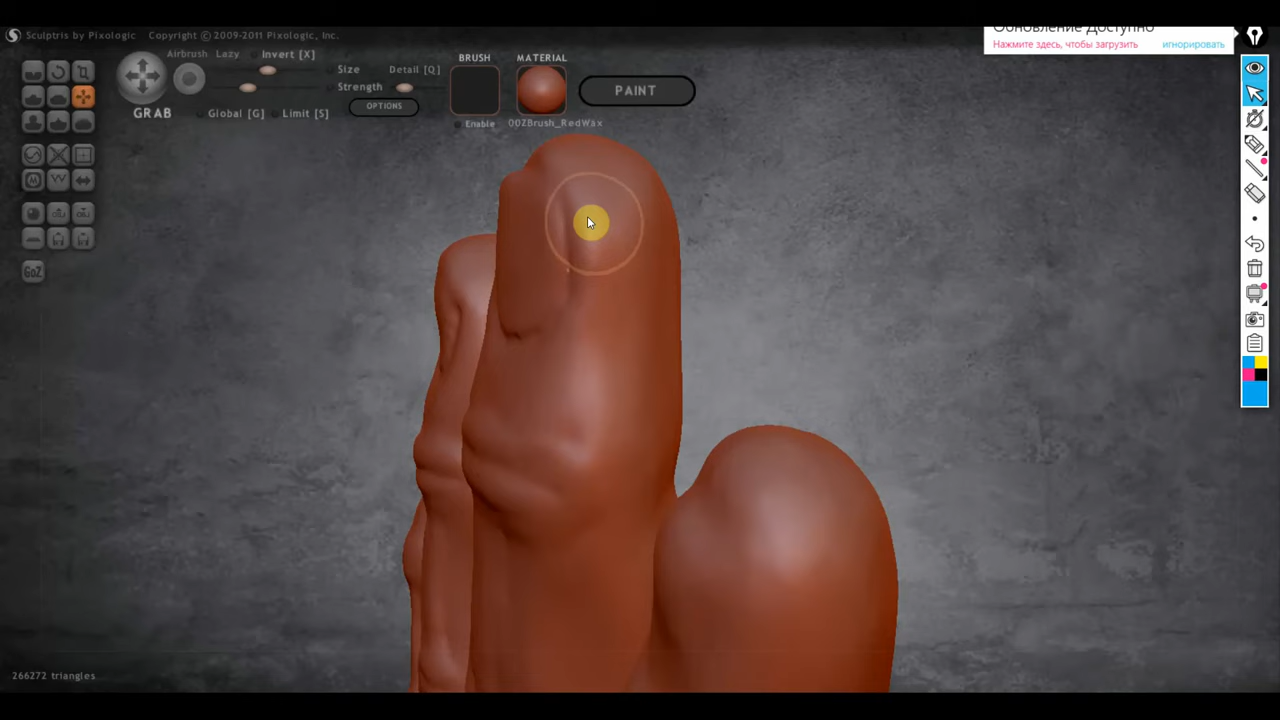 Sculptris by Pixologic Copyright © 2009-2011 Pixologic, Inc.
Обновление Доступно
Нажмите здесь, чтобы загрузить игнорировать
Airbrush Lazy Invert [X]
Size Detail [Q]
Strength
OPTIONS
GRAB Global [G] Limit [S]
BRUSH
Enable
MATERIAL
00ZBrush_RedWax
PAINT
GoZ
266272 triangles